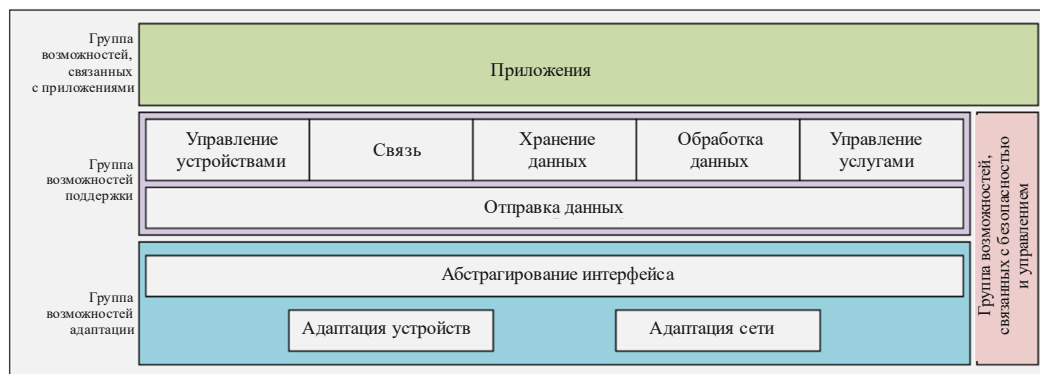 Группа
возможностей,
связанных
с приложениями
Приложения
Группа
возможностей
поддержки
Управление
устройствами
Связь
Хранение
данных
Обработка
данных
Управление
услугами
Отправка данных
Группа
возможностей
адаптации
Абстрагирование интерфейса
Адаптация устройств
Адаптация сети
Группа возможностей,
связанных с безопасностью
и управлением